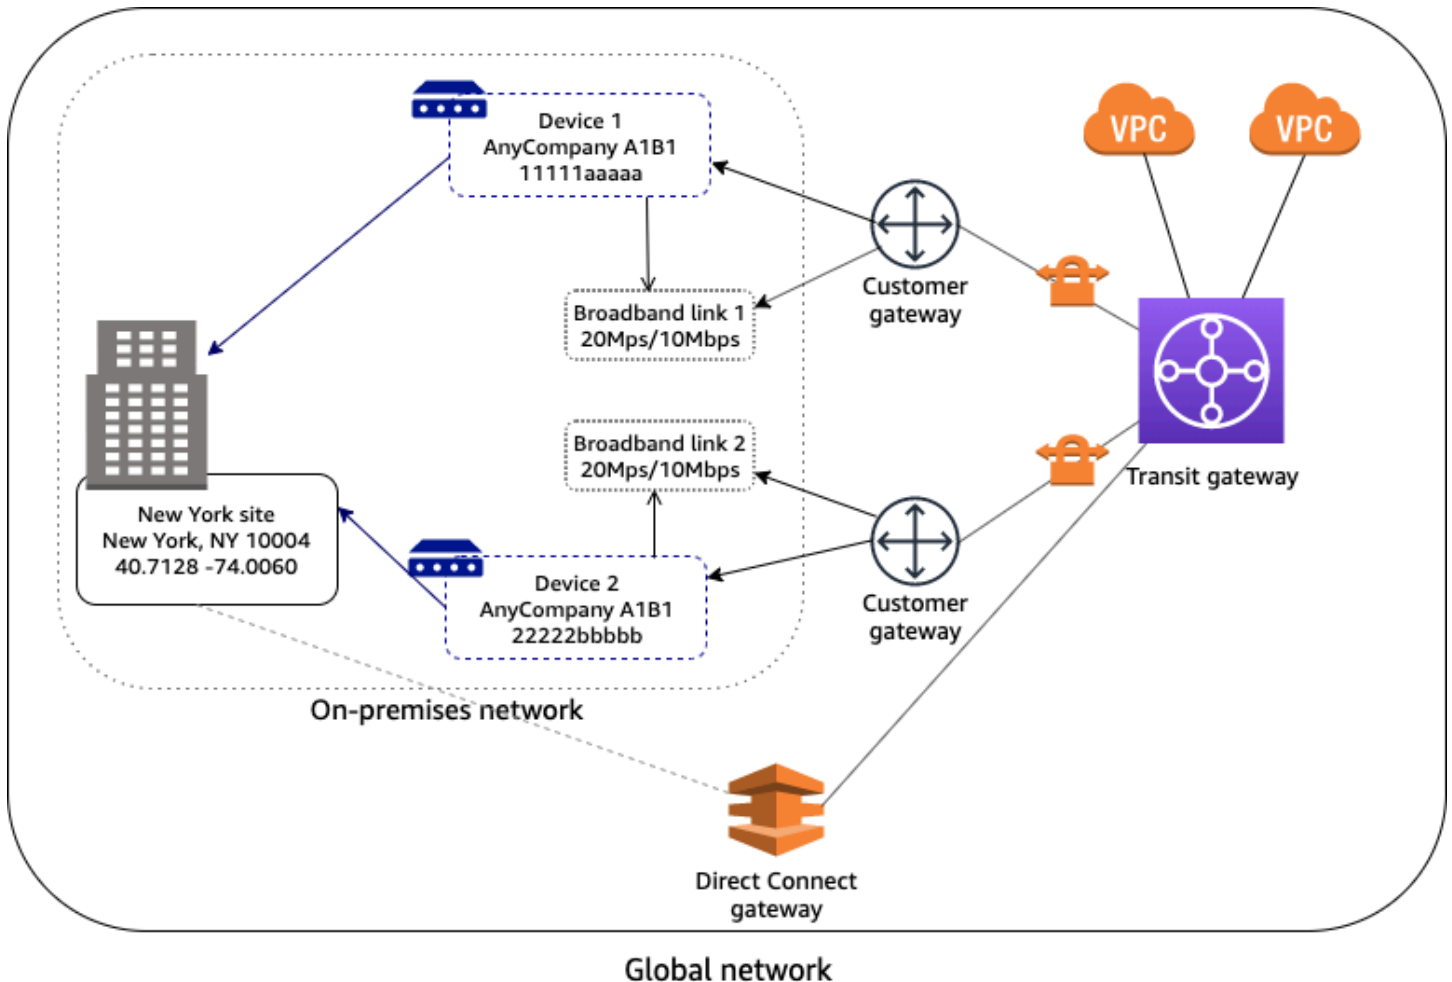 Device 1
AnyCompany A1B1
11111aaaaa
VPC
VPC
Customer
gateway
Broadband link 1
20Mps/10Mbps
Broadband link 2
20Mps/10Mbps
Transit gateway
New York site
New York, NY 10004
40.7128 -74.0060
Device 2
AnyCompany A1B1
22222bbbbb
Customer
gateway
On-premises network
Direct Connect
gateway
Global network